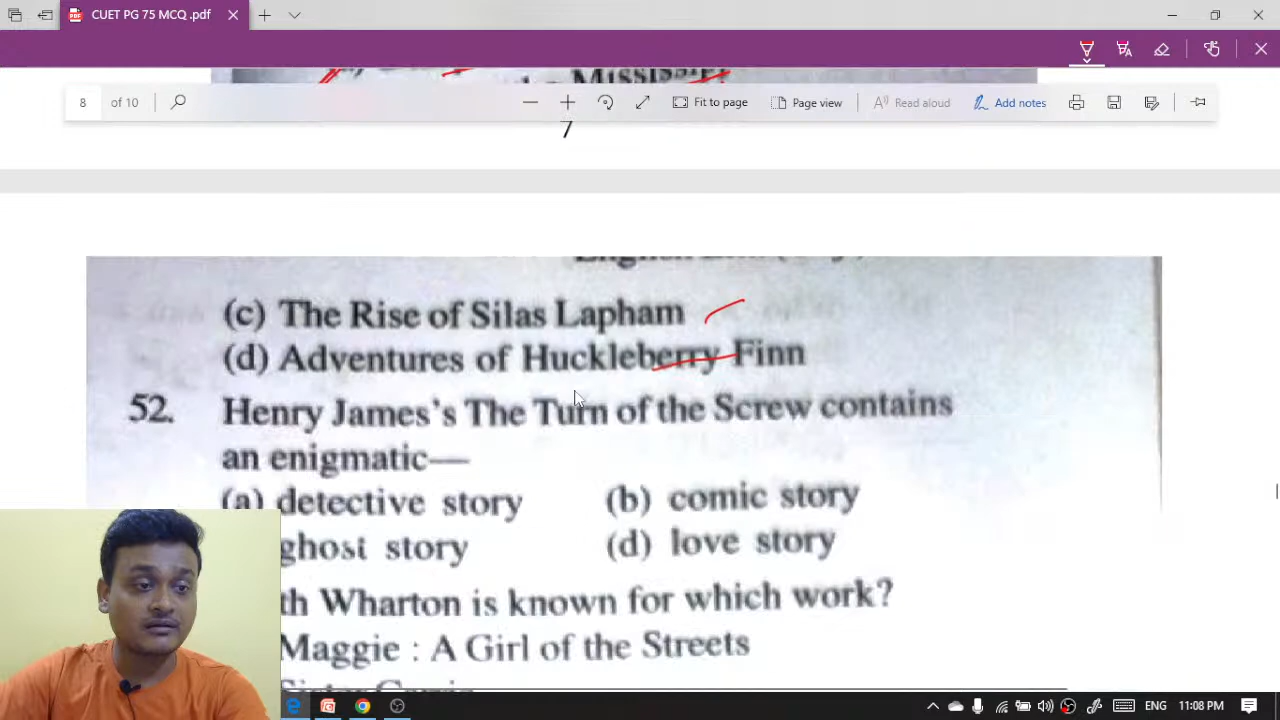 CUET PG 75 MCQ .pdf
Mississippi
8 of 10
Fit to page
Page view
Read aloud
Add notes
7
(c) The Rise of Silas Lapham
(d) Adventures of Huckleberry Finn
52. Henry James's The Turn of the Screw contains
an enigmatic—
(a) detective story (b) comic story
ghost story (d) love story
th Wharton is known for which work?
Maggie : A Girl of the Streets
Sister Carrie
ENG 11:08 PM